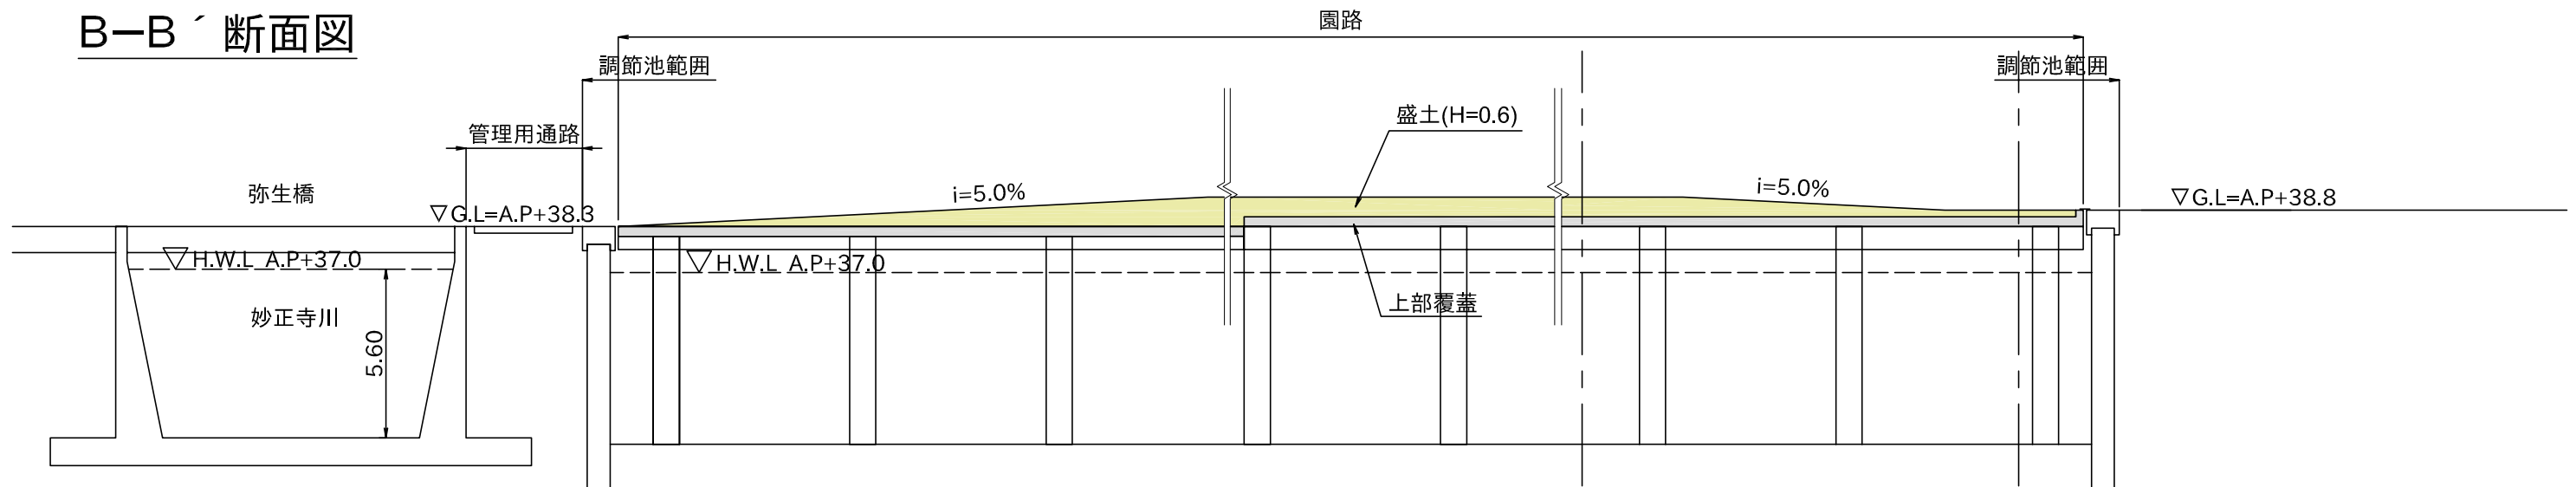 B−B´断面図
園路
調節池範囲
調節池範囲
管理用通路
盛土(H=0.6)
弥生橋
i=5.0%
i=5.0%
▽G.L=A.P+38.3
▽G.L=A.P+38.8
▽H.W.L A.P+37.0
▽H.W.L A.P+37.0
妙正寺川
5.60
上部覆蓋